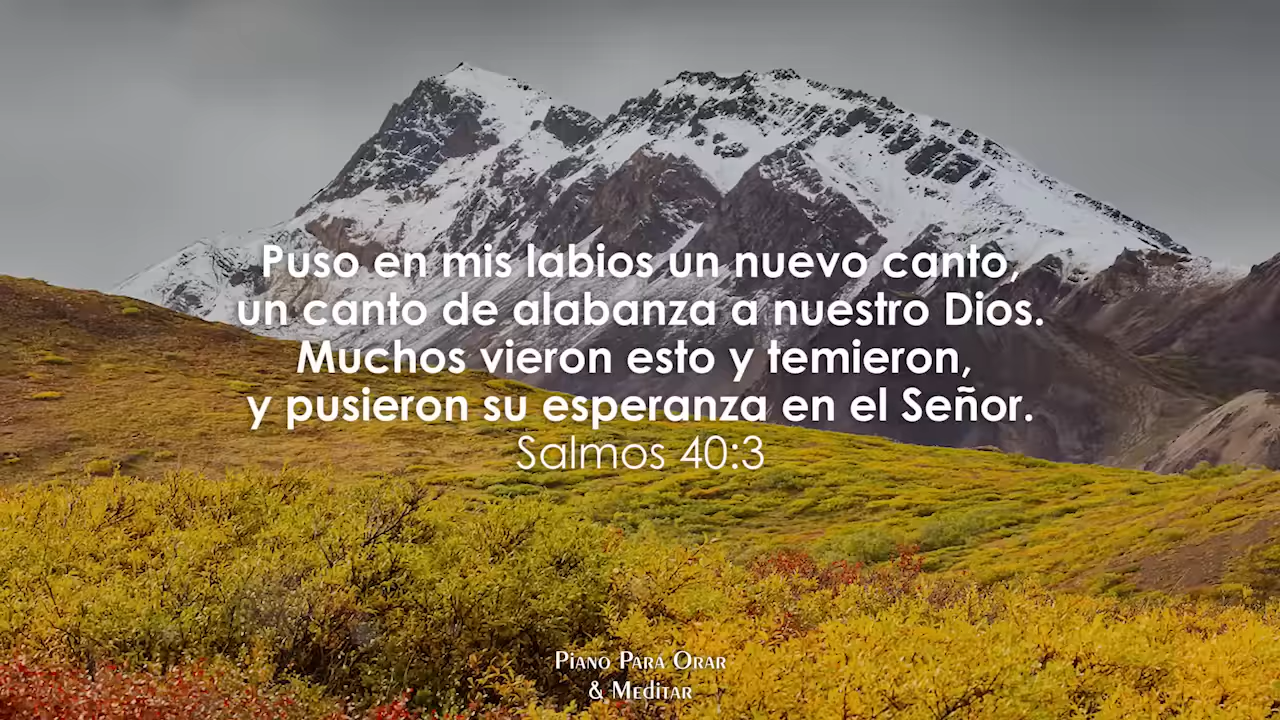 Puso en mis labios un nuevo canto,
un canto de alabanza a nuestro Dios.
Muchos vieron esto y temieron,
y pusieron su esperanza en el Señor.
Salmos 40:3
Piano Para Orar
& Meditar